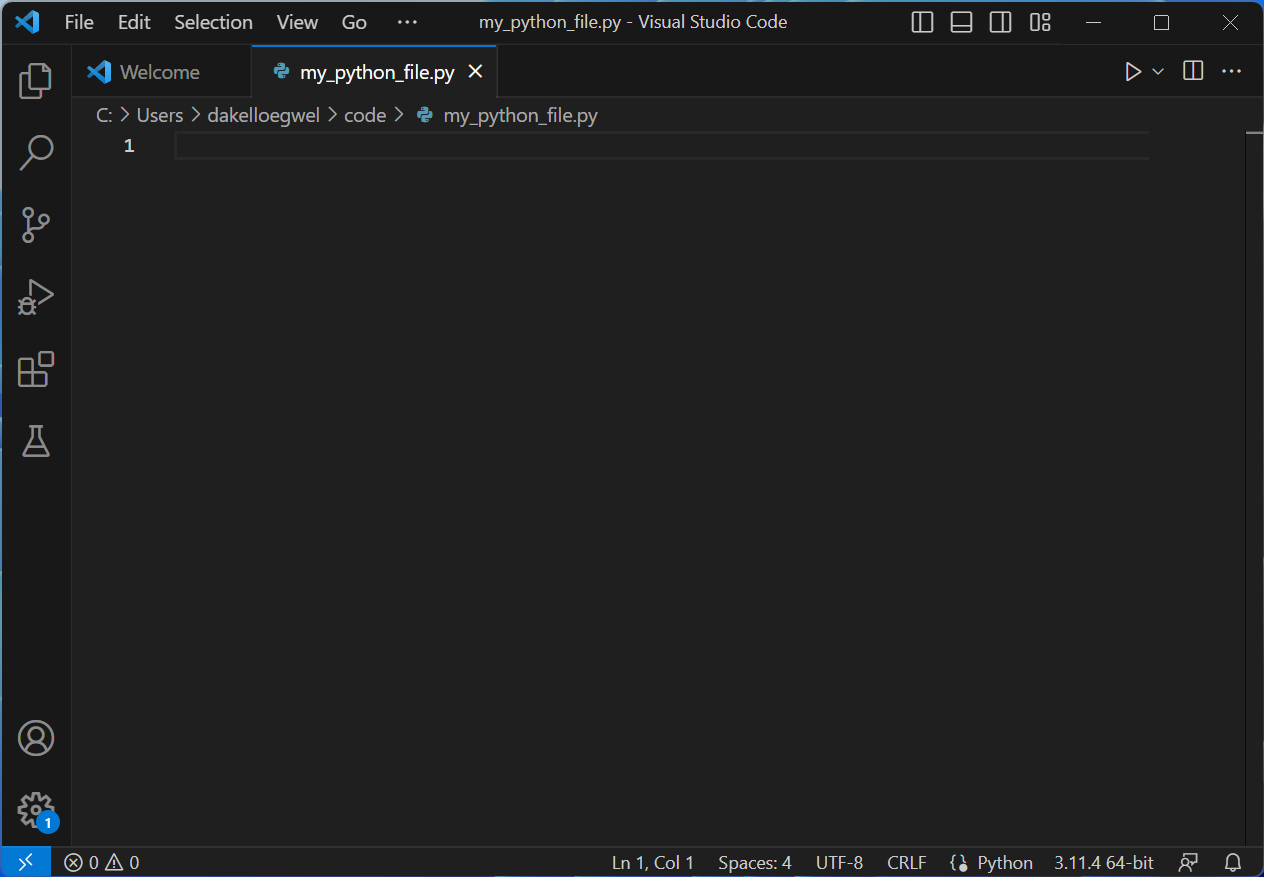 File Edit Selection View Go ··· my_python_file.py - Visual Studio Code
Welcome my_python_file.py
C: > Users > dakelloegwel > code > my_python_file.py
1
1
0 0 Ln 1, Col 1 Spaces: 4 UTF-8 CRLF Python 3.11.4 64-bit